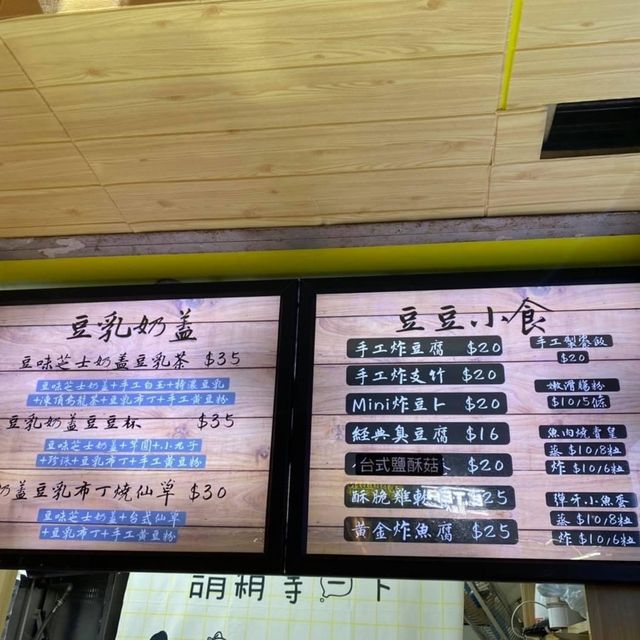 豆乳奶蓋
豆味芝士奶蓋豆乳茶 $35
豆味芝士奶蓋+手工白玉+特濃豆乳
+凍頂烏龍茶+豆乳布丁+手工黃豆粉
豆乳奶蓋豆豆杯 $35
豆味芝士奶蓋+芋圓+小丸子
+珍珠+豆乳布丁+手工黃豆粉
奶蓋豆乳布丁燒仙草 $30
豆味芝士奶蓋+台式仙草
+豆乳布丁+手工黃豆粉
豆豆小食
手工炸豆腐 $20
手工炸支竹 $20
Mini炸豆卜 $20
經典臭豆腐 $16
台式鹽酥菇 $20
酥脆雞軟 $25
黃金炸魚腐 $25
手工製粢飯
$20
嫩滑腸粉
$10/5條
魚肉燒賣皇
蒸 $10/8粒
炸 $10/6粒
彈牙小魚蛋
蒸 $10/8粒
炸 $10/6粒